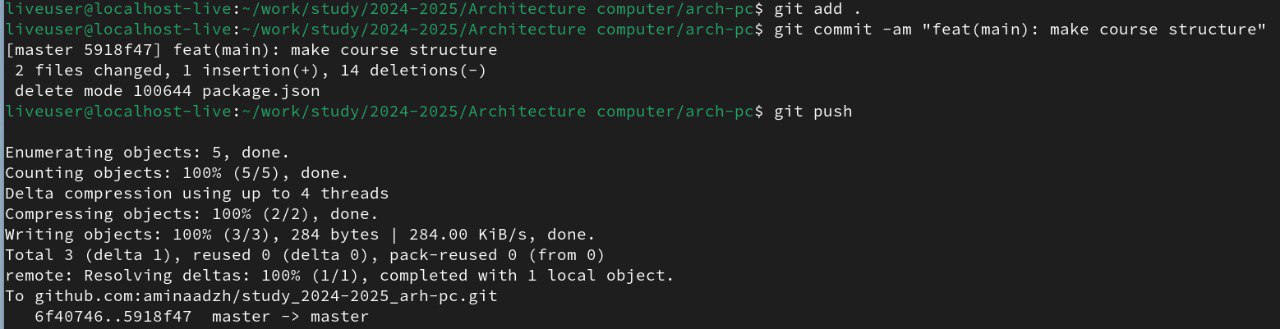 liveuser@localhost-live:~/work/study/2024-2025/Architecture computer/arch-pc$ git add .
liveuser@localhost-live:~/work/study/2024-2025/Architecture computer/arch-pc$ git commit -am "feat(main): make course structure"
[master 5918f47] feat(main): make course structure
 2 files changed, 1 insertion(+), 14 deletions(-)
 delete mode 100644 package.json
liveuser@localhost-live:~/work/study/2024-2025/Architecture computer/arch-pc$ git push
Enumerating objects: 5, done.
Counting objects: 100% (5/5), done.
Delta compression using up to 4 threads
Compressing objects: 100% (2/2), done.
Writing objects: 100% (3/3), 284 bytes | 284.00 KiB/s, done.
Total 3 (delta 1), reused 0 (delta 0), pack-reused 0 (from 0)
remote: Resolving deltas: 100% (1/1), completed with 1 local object.
To github.com:aminaadzh/study_2024-2025_arh-pc.git
   6f40746..5918f47  master -> master